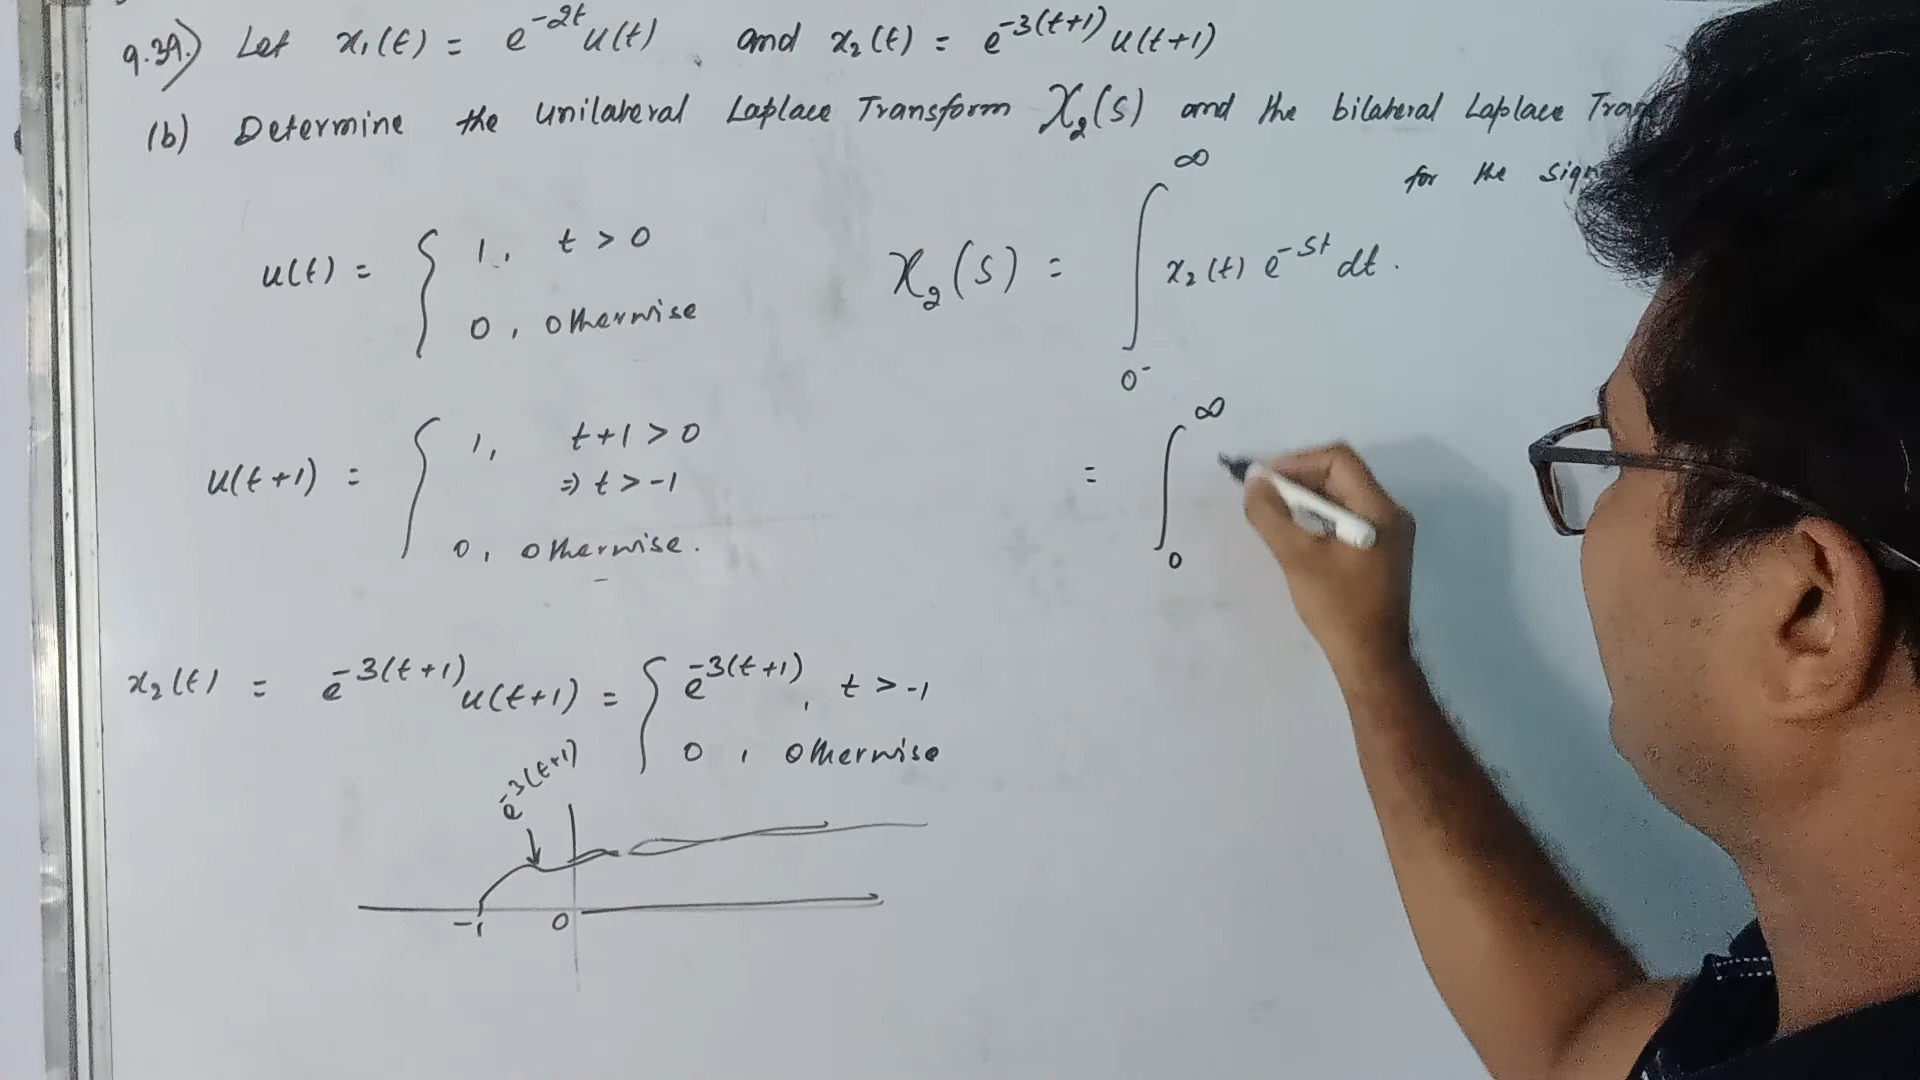 9.39.) Let x₁(t) = e^{-2t} u(t) and x₂(t) = e^{-3(t+1)} u(t+1)
(b) Determine the unilateral Laplace Transform X₂(s) and the bilateral Laplace
for the
u(t) = { 1, t > 0
0, otherwise
X₂(s) = ∫_{0⁻}^{∞} x₂(t) e^{-st} dt.
u(t+1) = { 1, t+1 > 0
⇒ t > -1
0, otherwise.
= ∫_{0}^{∞}
x₂(t) = e^{-3(t+1)} u(t+1) = { e^{-3(t+1)}, t > -1
0, otherwise
e^{-3(t+1)}
-1 0